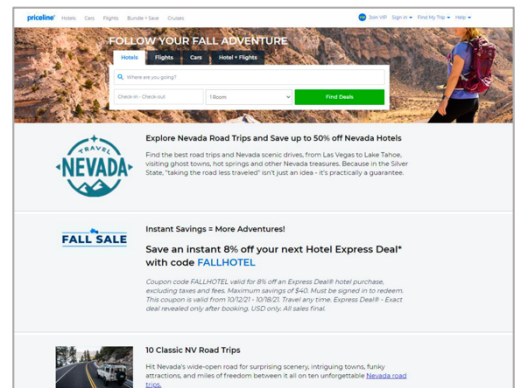 priceline Hotels Cars Flights Bundle + Save Cruises Join VIP Sign in Find My Trip Help
FOLLOW YOUR FALL ADVENTURE
Hotels Flights Cars Hotel + Flights
Where are you going?
Check-in - Check-out 1 Room Find Deals
TRAVEL
NEVADA
Explore Nevada Road Trips and Save up to 50% off Nevada Hotels
Find the best road trips and Nevada scenic drives, from Las Vegas to Lake Tahoe,
visiting ghost towns, hot springs and other Nevada treasures. Because in the Silver
State, "taking the road less traveled" isn't just an idea - it's practically a guarantee.
FALL SALE
Instant Savings = More Adventures!
Save an instant 8% off your next Hotel Express Deal*
with code FALLHOTEL
Coupon code FALLHOTEL valid for 8% off an Express Deal® hotel purchase,
excluding taxes and fees. Maximum savings of $40. Must be signed in to redeem.
This coupon is valid from 10/12/21 - 10/18/21. Travel any time. Express Deal® - Exact
deal revealed only after booking. USD only. All sales final.
10 Classic NV Road Trips
Hit Nevada's wide-open road for surprising scenery, intriguing towns, funky
attractions, and miles of freedom between it all on ten unforgettable Nevada road
trips.